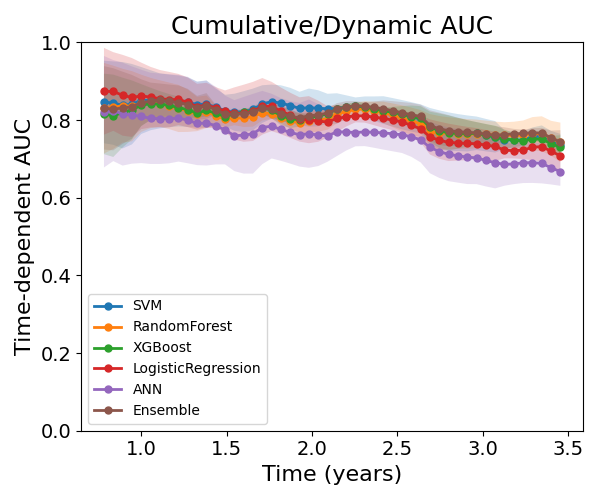 Cumulative/Dynamic AUC
Time-dependent AUC
1.0
0.8
0.6
0.4
0.2
0.0
SVM
RandomForest
XGBoost
LogisticRegression
ANN
Ensemble
1.0 1.5 2.0 2.5 3.0 3.5
Time (years)